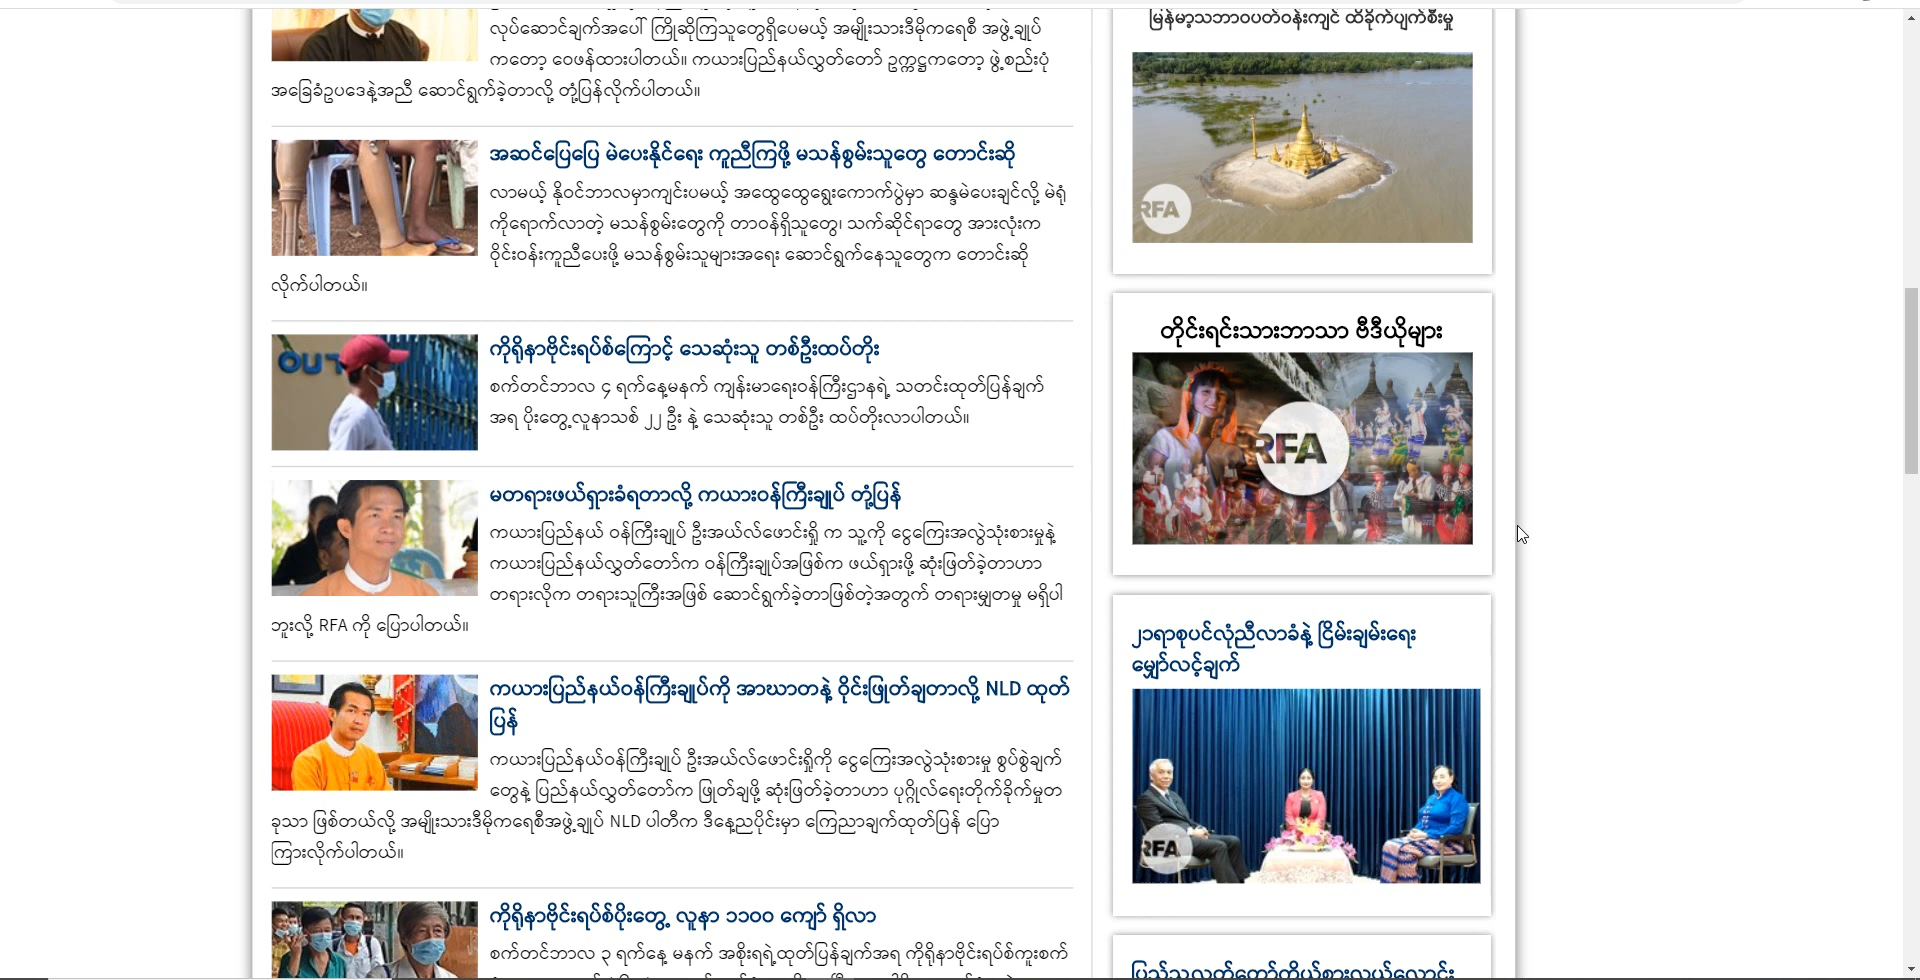 လုပ်ဆောင်ချက်အပေါ် ကြိုဆိုကြသူတွေရှိပေမယ့် အမျိုးသားဒီမိုကရေစီ အဖွဲ့ချုပ်
ကတော့ ဝေဖန်ထားပါတယ်။ ကယားပြည်နယ်လွှတ်တော် ဥက္ကဋ္ဌကတော့ ဖွဲ့စည်းပုံ
အခြေခံဥပဒေနဲ့အညီ ဆောင်ရွက်ခဲ့တာလို့ တုံ့ပြန်လိုက်ပါတယ်။
အဆင်ပြေပြေ မဲပေးနိုင်ရေး ကူညီကြဖို့ မသန်စွမ်းသူတွေ တောင်းဆို
လာမယ့် နိုဝင်ဘာလမှာကျင်းပမယ့် အထွေထွေရွေးကောက်ပွဲမှာ ဆန္ဒမဲပေးချင်လို့ မဲရုံ
ကိုရောက်လာတဲ့ မသန်စွမ်းတွေကို တာဝန်ရှိသူတွေ၊ သက်ဆိုင်ရာတွေ အားလုံးက
ဝိုင်းဝန်းကူညီပေးဖို့ မသန်စွမ်းသူများအရေး ဆောင်ရွက်နေသူတွေက တောင်းဆို
လိုက်ပါတယ်။
OUT
ကိုရိုနာဗိုင်းရပ်စ်ကြောင့် သေဆုံးသူ တစ်ဦးထပ်တိုး
စက်တင်ဘာလ ၄ ရက်နေ့မနက် ကျန်းမာရေးဝန်ကြီးဌာနရဲ့ သတင်းထုတ်ပြန်ချက်
အရ ပိုးတွေ့လူနာသစ် ၂၂ ဦး နဲ့ သေဆုံးသူ တစ်ဦး ထပ်တိုးလာပါတယ်။
မတရားဖယ်ရှားခံရတာလို့ ကယားဝန်ကြီးချုပ် တုံ့ပြန်
ကယားပြည်နယ် ဝန်ကြီးချုပ် ဦးအယ်လ်ဖောင်းရှို က သူ့ကို ငွေကြေးအလွဲသုံးစားမှုနဲ့
ကယားပြည်နယ်လွှတ်တော်က ဝန်ကြီးချုပ်အဖြစ်က ဖယ်ရှားဖို့ ဆုံးဖြတ်ခဲ့တာဟာ
တရားလိုက တရားသူကြီးအဖြစ် ဆောင်ရွက်ခဲ့တာဖြစ်တဲ့အတွက် တရားမျှတမှု မရှိပါ
ဘူးလို့ RFA ကို ပြောပါတယ်။
ကယားပြည်နယ်ဝန်ကြီးချုပ်ကို အာဃာတနဲ့ ဝိုင်းဖြုတ်ချတာလို့ NLD ထုတ်
ပြန်
ကယားပြည်နယ်ဝန်ကြီးချုပ် ဦးအယ်လ်ဖောင်းရှိုကို ငွေကြေးအလွဲသုံးစားမှု စွပ်စွဲချက်
တွေနဲ့ ပြည်နယ်လွှတ်တော်က ဖြုတ်ချဖို့ ဆုံးဖြတ်ခဲ့တာဟာ ပုဂ္ဂိုလ်ရေးတိုက်ခိုက်မှုတ
ခုသာ ဖြစ်တယ်လို့ အမျိုးသားဒီမိုကရေစီအဖွဲ့ချုပ် NLD ပါတီက ဒီနေ့ညပိုင်းမှာ ကြေညာချက်ထုတ်ပြန် ပြော
ကြားလိုက်ပါတယ်။
ကိုရိုနာဗိုင်းရပ်စ်ပိုးတွေ့ လူနာ ၁၁၀၀ ကျော် ရှိလာ
စက်တင်ဘာလ ၃ ရက်နေ့ မနက် အစိုးရရဲ့ထုတ်ပြန်ချက်အရ ကိုရိုနာဗိုင်းရပ်စ်ကူးစက်
မြန်မာ့သဘာဝပတ်ဝန်းကျင် ထိခိုက်ပျက်စီးမှု
RFA
တိုင်းရင်းသားဘာသာ ဗီဒီယိုများ
RFA
၂၁ရာစုပင်လုံညီလာခံနဲ့ ငြိမ်းချမ်းရေး
မျှော်လင့်ချက်
RFA